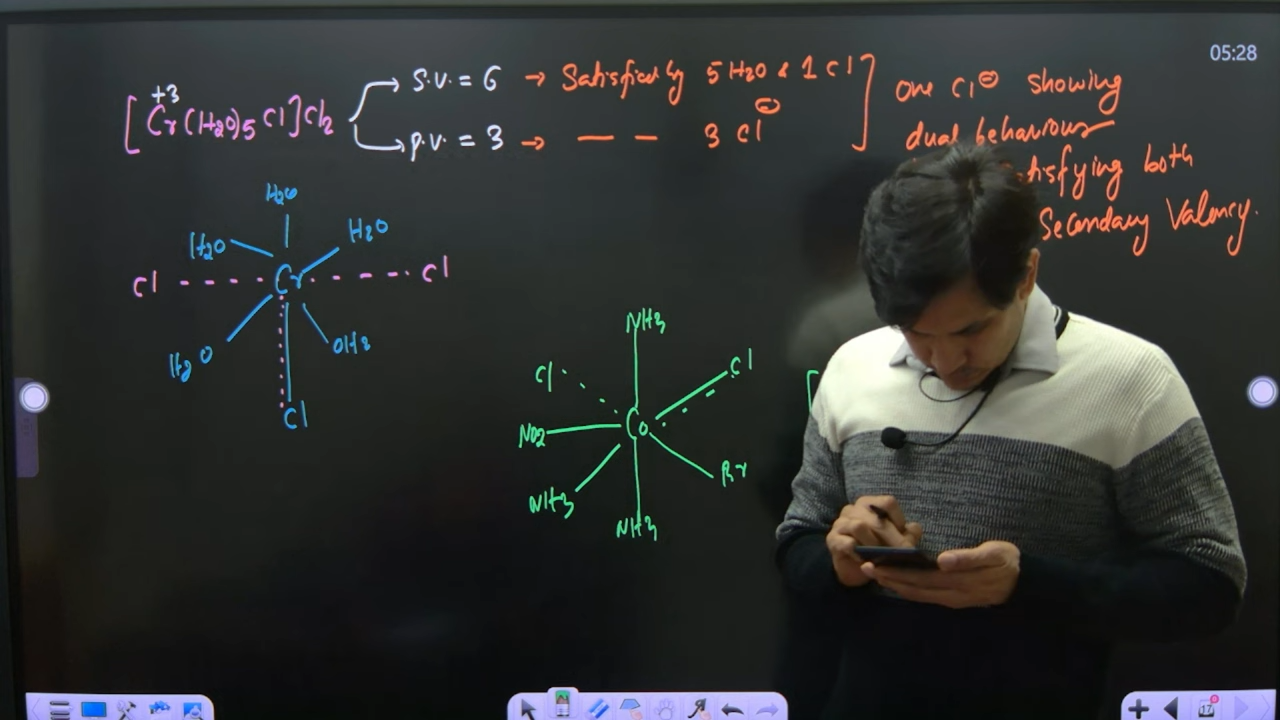 05:28
+3
[Cr(H2O)5Cl]Cl2
S.V. = 6 → Satisfied by 5 H2O & 1 Cl
P.V. = 3 → — — 3 Cl⊖
one Cl⊖ showing
dual behaviour
both
Secondary Valency.
H2O
H2O
H2O
Cl
Cr
Cl
H2O
OH2
Cl
NH3
Cl
Cl
NO2
Co
Br
NH3
NH3
17